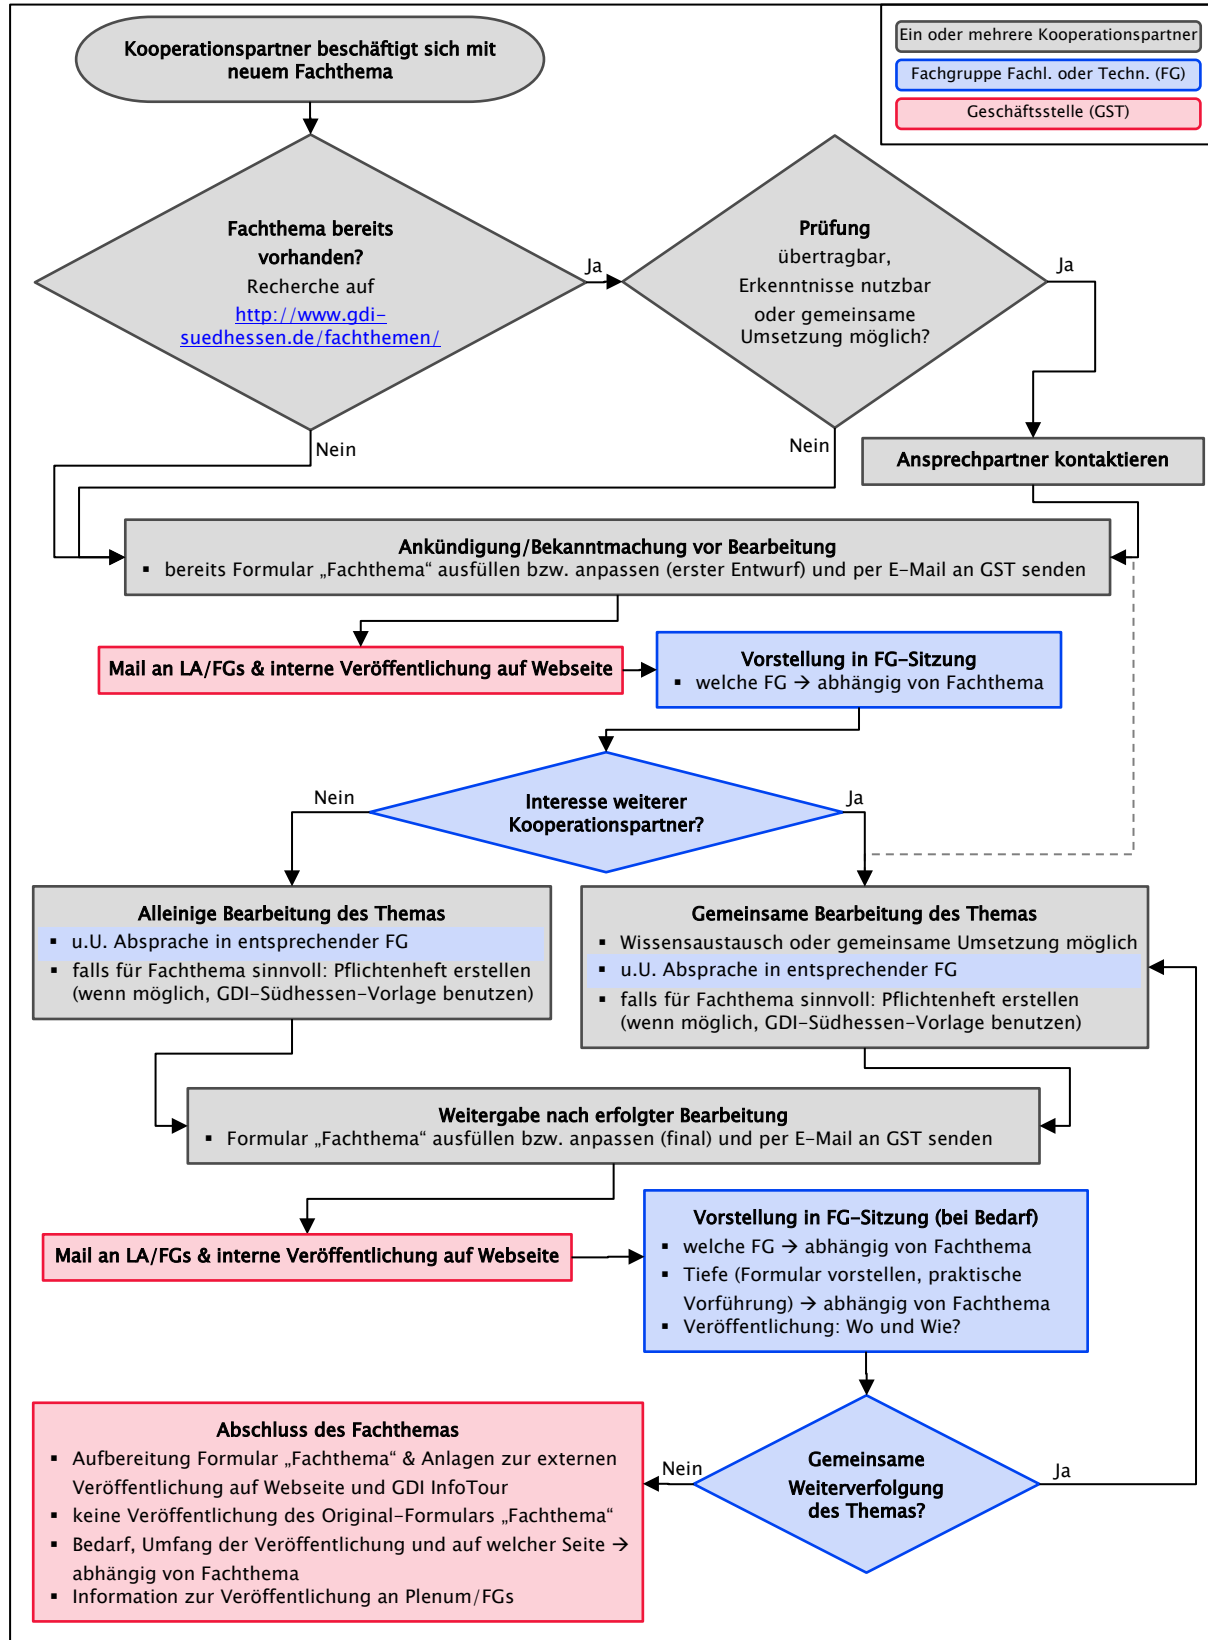 Kooperationspartner beschäftigt sich mit
neuem Fachthema
Ein oder mehrere Kooperationspartner
Fachgruppe Fachl. oder Techn. (FG)
Geschäftsstelle (GST)
Fachthema bereits
vorhanden?
Recherche auf
http://www.gdi-
suedhessen.de/fachthemen/
Ja
Prüfung
übertragbar,
Erkenntnisse nutzbar
oder gemeinsame
Umsetzung möglich?
Ja
Nein
Nein
Ansprechpartner kontaktieren
Ankündigung/Bekanntmachung vor Bearbeitung
▪ bereits Formular „Fachthema“ ausfüllen bzw. anpassen (erster Entwurf) und per E-Mail an GST senden
Mail an LA/FGs & interne Veröffentlichung auf Webseite
Vorstellung in FG-Sitzung
▪ welche FG → abhängig von Fachthema
Nein
Interesse weiterer
Kooperationspartner?
Ja
Alleinige Bearbeitung des Themas
▪ u.U. Absprache in entsprechender FG
▪ falls für Fachthema sinnvoll: Pflichtenheft erstellen
(wenn möglich, GDI-Südhessen-Vorlage benutzen)
Gemeinsame Bearbeitung des Themas
▪ Wissensaustausch oder gemeinsame Umsetzung möglich
▪ u.U. Absprache in entsprechender FG
▪ falls für Fachthema sinnvoll: Pflichtenheft erstellen
(wenn möglich, GDI-Südhessen-Vorlage benutzen)
Weitergabe nach erfolgter Bearbeitung
▪ Formular „Fachthema“ ausfüllen bzw. anpassen (final) und per E-Mail an GST senden
Mail an LA/FGs & interne Veröffentlichung auf Webseite
Vorstellung in FG-Sitzung (bei Bedarf)
▪ welche FG → abhängig von Fachthema
▪ Tiefe (Formular vorstellen, praktische
Vorführung) → abhängig von Fachthema
▪ Veröffentlichung: Wo und Wie?
Abschluss des Fachthemas
▪ Aufbereitung Formular „Fachthema“ & Anlagen zur externen
Veröffentlichung auf Webseite und GDI InfoTour
▪ keine Veröffentlichung des Original-Formulars „Fachthema“
▪ Bedarf, Umfang der Veröffentlichung und auf welcher Seite →
abhängig von Fachthema
▪ Information zur Veröffentlichung an Plenum/FGs
Nein
Gemeinsame
Weiterverfolgung
des Themas?
Ja